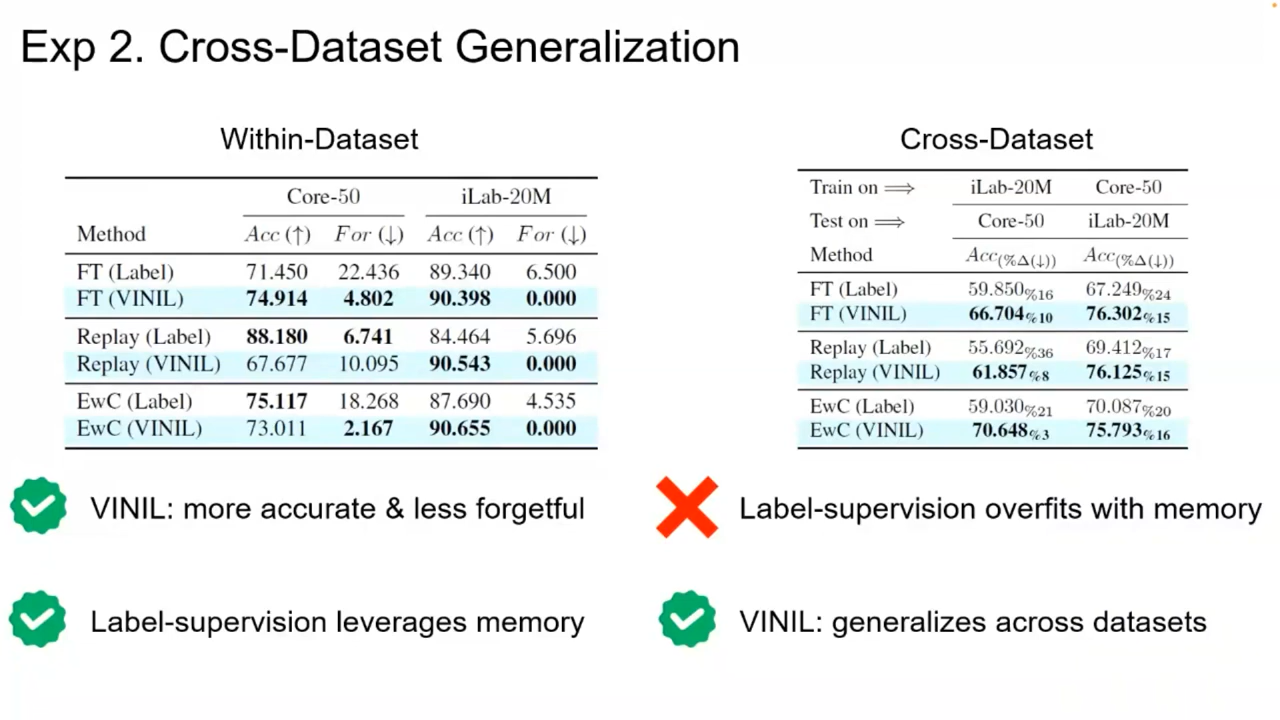 Exp 2. Cross-Dataset Generalization
Within-Dataset
Core-50 iLab-20M
Method Acc (↑) For (↓) Acc (↑) For (↓)
FT (Label) 71.450 22.436 89.340 6.500
FT (VINIL) 74.914 4.802 90.398 0.000
Replay (Label) 88.180 6.741 84.464 5.696
Replay (VINIL) 67.677 10.095 90.543 0.000
EwC (Label) 75.117 18.268 87.690 4.535
EwC (VINIL) 73.011 2.167 90.655 0.000
Cross-Dataset
Train on ⟹ iLab-20M Core-50
Test on ⟹ Core-50 iLab-20M
Method Acc(%Δ(↓)) Acc(%Δ(↓))
FT (Label) 59.850%16 67.249%24
FT (VINIL) 66.704%10 76.302%15
Replay (Label) 55.692%36 69.412%17
Replay (VINIL) 61.857%8 76.125%15
EwC (Label) 59.030%21 70.087%20
EwC (VINIL) 70.648%3 75.793%16
VINIL: more accurate & less forgetful
Label-supervision leverages memory
Label-supervision overfits with memory
VINIL: generalizes across datasets